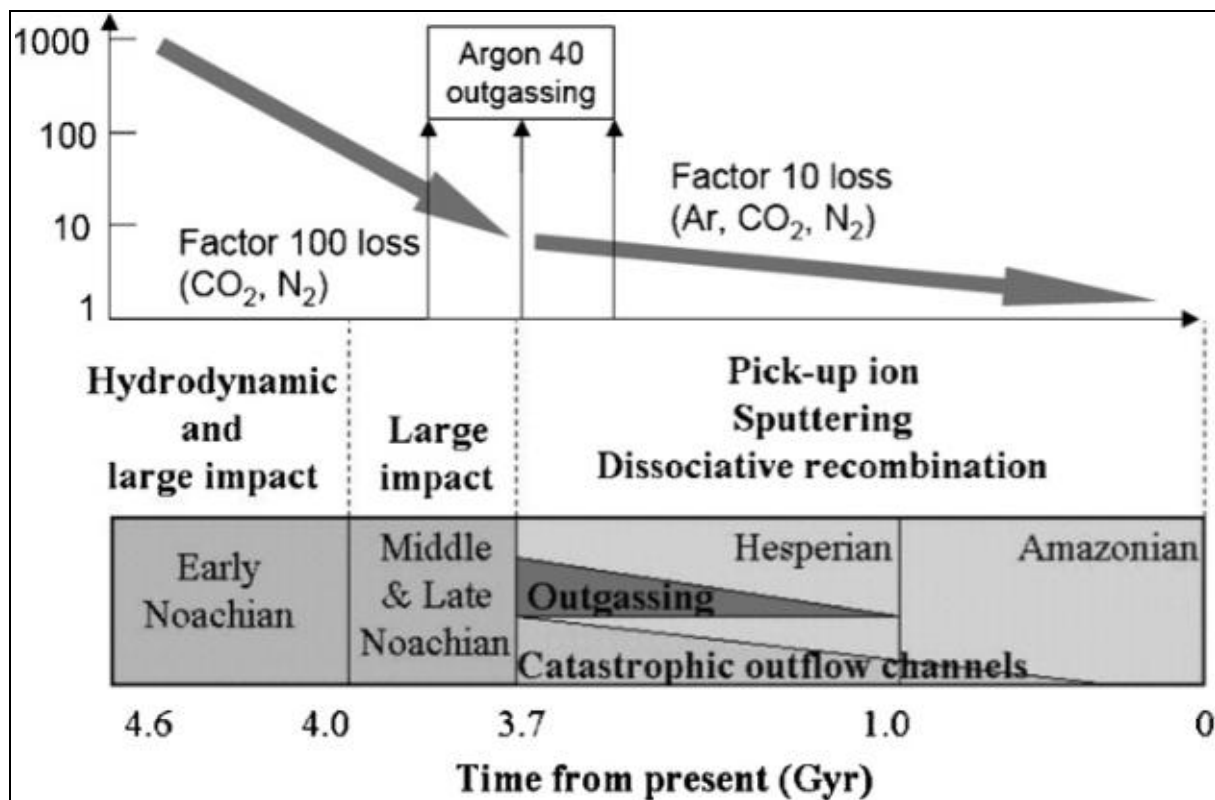 1000
100
10
1
Argon 40
outgassing
Factor 100 loss
(CO₂, N₂)
Factor 10 loss
(Ar, CO₂, N₂)
Hydrodynamic
and
large impact
Large
impact
Pick-up ion
Sputtering
Dissociative recombination
Early
Noachian
Middle
& Late
Noachian
Hesperian
Amazonian
Outgassing
Catastrophic outflow channels
4.6 4.0 3.7 1.0 0
Time from present (Gyr)